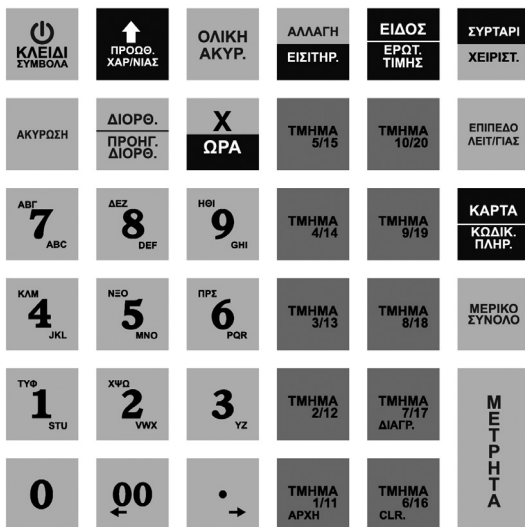 ΚΛΕΙΔΙ
ΣΥΜΒΟΛΑ
ΠΡΟΩΘ.
ΧΑΡ/ΝΙΑΣ
ΟΛΙΚΗ
ΑΚΥΡ.
ΑΛΛΑΓΗ
ΕΙΣΙΤΗΡ.
ΕΙΔΟΣ
ΕΡΩΤ.
ΤΙΜΗΣ
ΣΥΡΤΑΡΙ
ΧΕΙΡΙΣΤ.
ΑΚΥΡΩΣΗ
ΔΙΟΡΘ.
ΠΡΟΗΓ.
ΔΙΟΡΘ.
X
ΩΡΑ
ΤΜΗΜΑ
5/15
ΤΜΗΜΑ
10/20
ΕΠΙΠΕΔΟ
ΛΕΙΤ/ΓΙΑΣ
ΑΒΓ
7
ABC
ΔΕΖ
8
DEF
ΗΘΙ
9
GHI
ΤΜΗΜΑ
4/14
ΤΜΗΜΑ
9/19
ΚΑΡΤΑ
ΚΩΔΙΚ.
ΠΛΗΡ.
ΚΛΜ
4
JKL
ΝΞΟ
5
MNO
ΠΡΣ
6
PQR
ΤΜΗΜΑ
3/13
ΤΜΗΜΑ
8/18
ΜΕΡΙΚΟ
ΣΥΝΟΛΟ
ΤΥΦ
1
STU
ΧΨΩ
2
VWX
3
YZ
ΤΜΗΜΑ
2/12
ΤΜΗΜΑ
7/17
ΔΙΑΓΡ.
ΜΕΤΡΗΤΑ
0
00
.
ΤΜΗΜΑ
1/11
ΑΡΧΗ
ΤΜΗΜΑ
6/16
CLR.